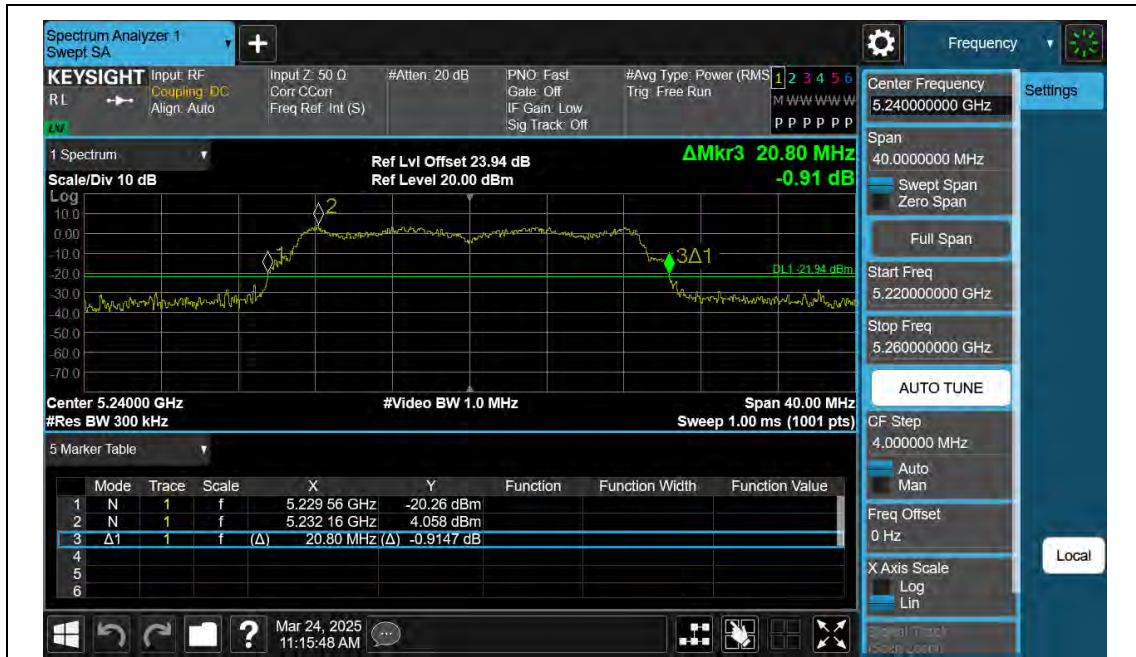 Spectrum Analyzer 1
Swept SA
Frequency
KEYSIGHT Input: RF Input Z: 50 Ω #Atten: 20 dB PNO: Fast #Avg Type: Power (RMS 1 2 3 4 5 6
RL Coupling: DC Corr CCorr Gate: Off Trig: Free Run M W W W W W
Align: Auto Freq Ref: Int (S) IF Gain: Low
LXI Sig Track: Off P P P P P P
1 Spectrum
Ref Lvl Offset 23.94 dB ΔMkr3 20.80 MHz
Scale/Div 10 dB Ref Level 20.00 dBm -0.91 dB
Log
10.0
0.00
-10.0
-20.0
-30.0
-40.0
-50.0
-60.0
-70.0
2
1
3Δ1
DL1 -21.94 dBm
Center 5.24000 GHz #Video BW 1.0 MHz Span 40.00 MHz
#Res BW 300 kHz Sweep 1.00 ms (1001 pts)
5 Marker Table
Mode Trace Scale X Y Function Function Width Function Value
1 N 1 f 5.229 56 GHz -20.26 dBm
2 N 1 f 5.232 16 GHz 4.058 dBm
3 Δ1 1 f (Δ) 20.80 MHz (Δ) -0.9147 dB
4
5
6
Mar 24, 2025
11:15:48 AM
Center Frequency
5.240000000 GHz
Settings
Span
40.0000000 MHz
Swept Span
Zero Span
Full Span
Start Freq
5.220000000 GHz
Stop Freq
5.260000000 GHz
AUTO TUNE
CF Step
4.000000 MHz
Auto
Man
Freq Offset
0 Hz
X Axis Scale
Log
Lin
Signal Track
(Span Zoom)
Local